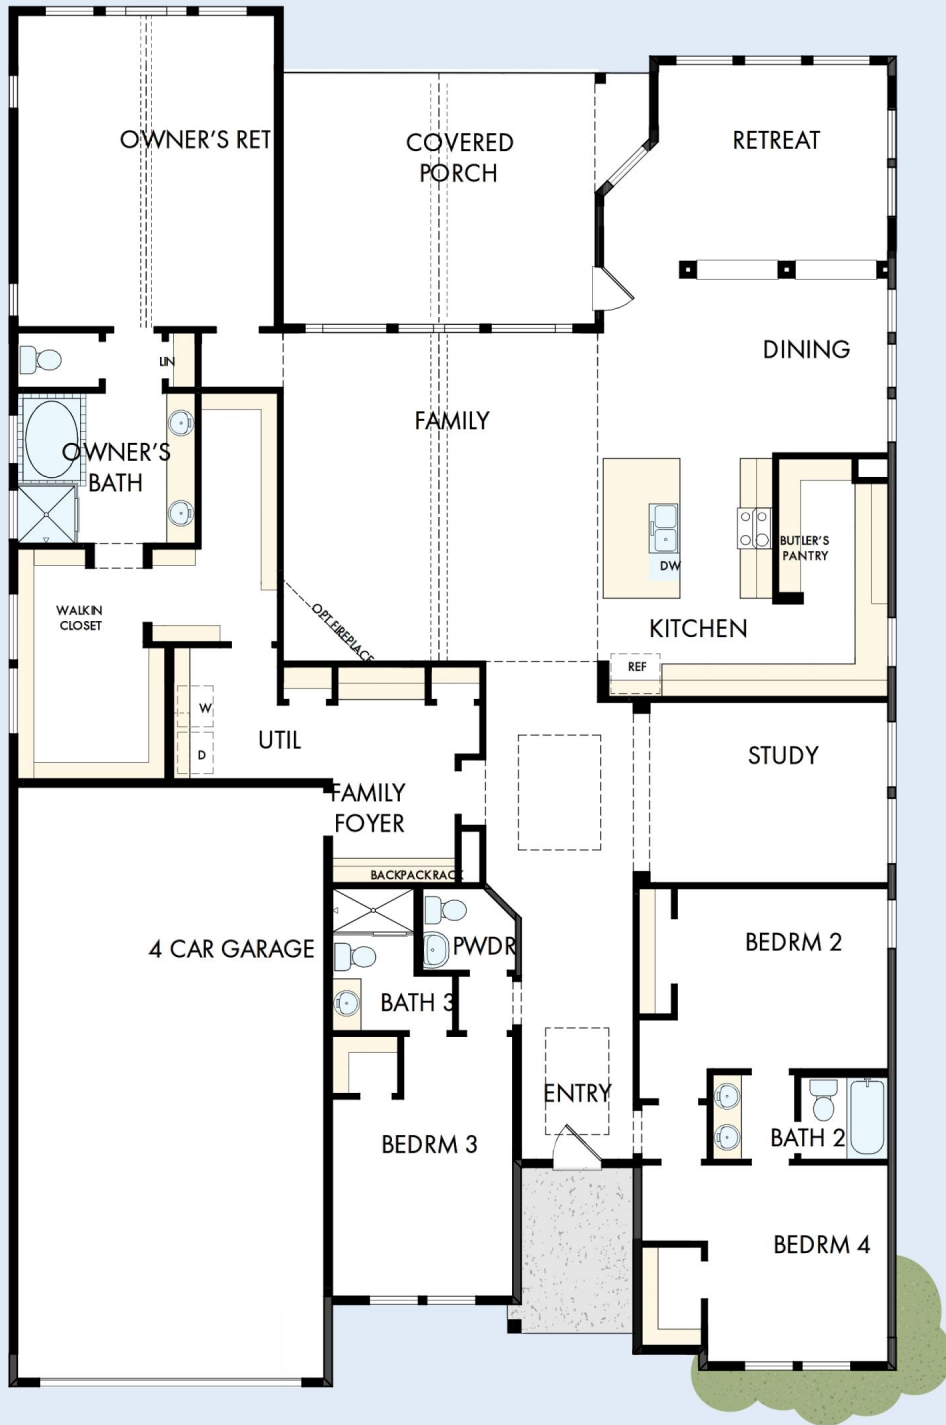 OWNER'S RET
COVERED
PORCH
RETREAT
LIN
DINING
FAMILY
OWNER'S
BATH
DW
BUTLER'S
PANTRY
WALKIN
CLOSET
OPT. FIREPLACE
KITCHEN
REF
W
D
UTIL
STUDY
FAMILY
FOYER
BACKPACK RACK
4 CAR GARAGE
PWDR
BEDRM 2
BATH 3
ENTRY
BEDRM 3
BATH 2
BEDRM 4